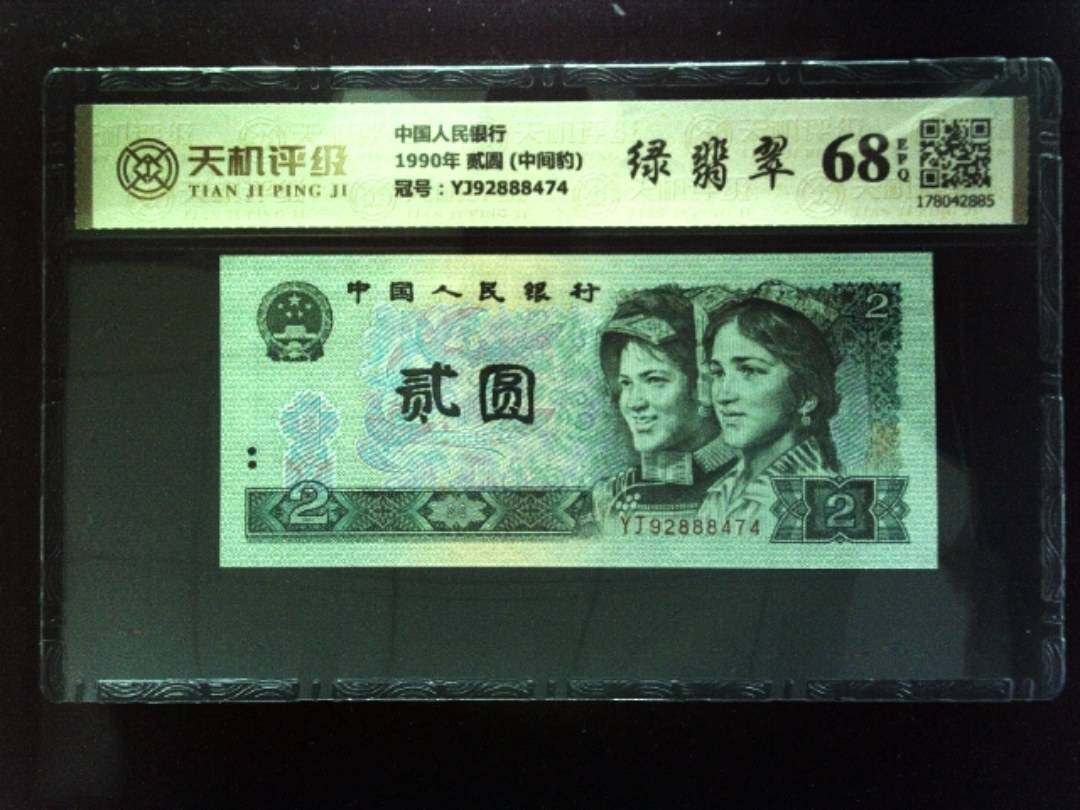 天机评级
TIAN JI PING JI
中国人民银行
1990年 贰圆 (中间豹)
冠号：YJ92888474
绿翡翠
68
EPQ
178042885
中国人民银行
2
贰圆
2
YJ92888474
2